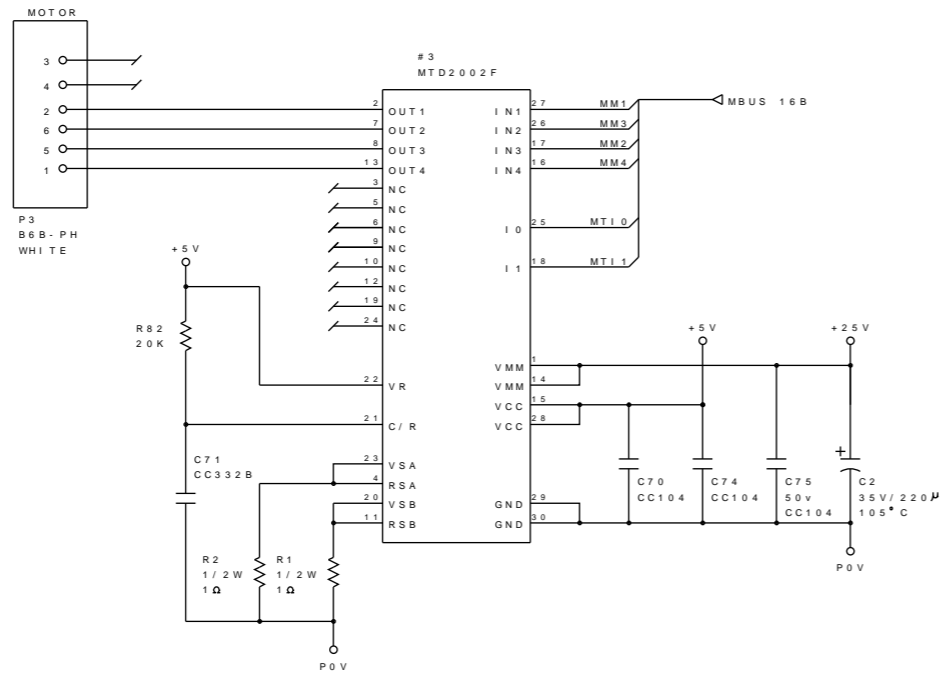 MOTOR
3
4
2
6
5
1
P3
B6B-PH
WHITE
#3
MTD2002F
2 OUT1
7 OUT2
8 OUT3
13 OUT4
3 NC
5 NC
6 NC
9 NC
10 NC
12 NC
19 NC
24 NC
22 VR
21 C/R
23 VSA
4 RSA
20 VSB
11 RSB
IN1 27 MM1
IN2 26 MM3
IN3 17 MM2
IN4 16 MM4
I0 25 MTI0
I1 18 MTI1
MBUS 16B
VMM 1
VMM 14
VCC 15
VCC 28
GND 29
GND 30
+5V
R82
20K
C71
CC332B
R2
1/2W
1Ω
R1
1/2W
1Ω
P0V
+5V
+25V
C70
CC104
C74
CC104
C75
50v
CC104
+
C2
35V/220μ
105°C
P0V